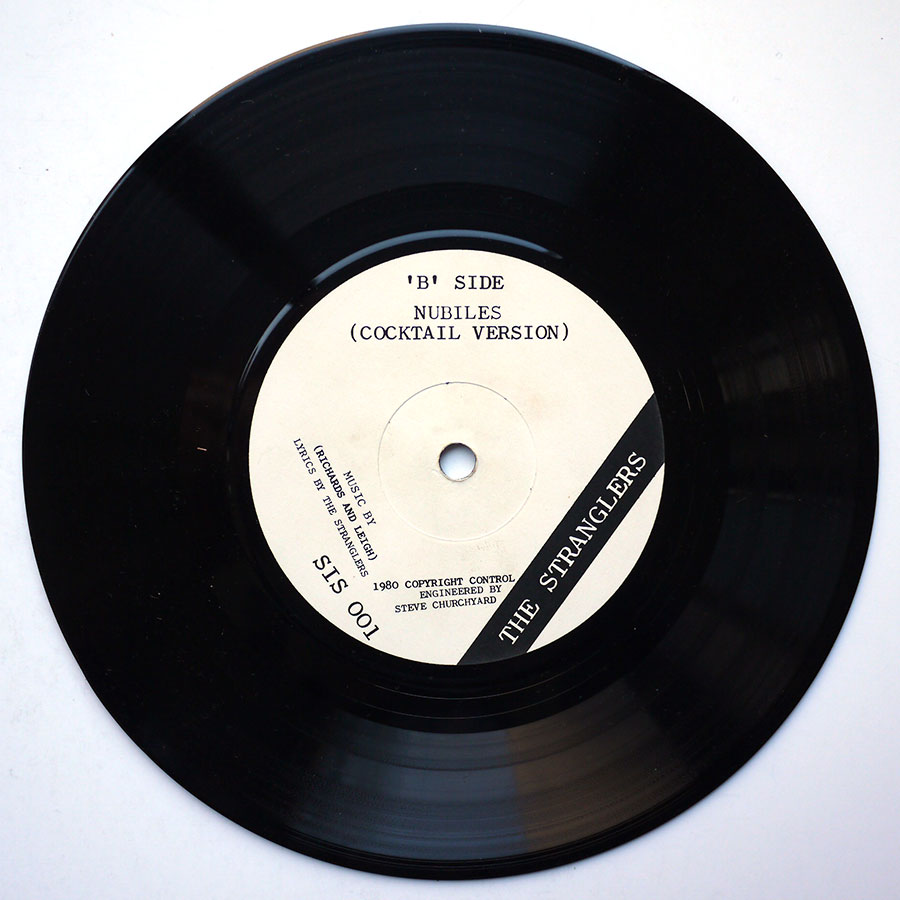 'B' SIDE
NUBILES
(COCKTAIL VERSION)
MUSIC BY
(RICHARDS AND LEIGH)
LYRICS BY THE STRANGLERS
SIS 001
1980 COPYRIGHT CONTROL
ENGINEERED BY
STEVE CHURCHYARD
THE STRANGLERS